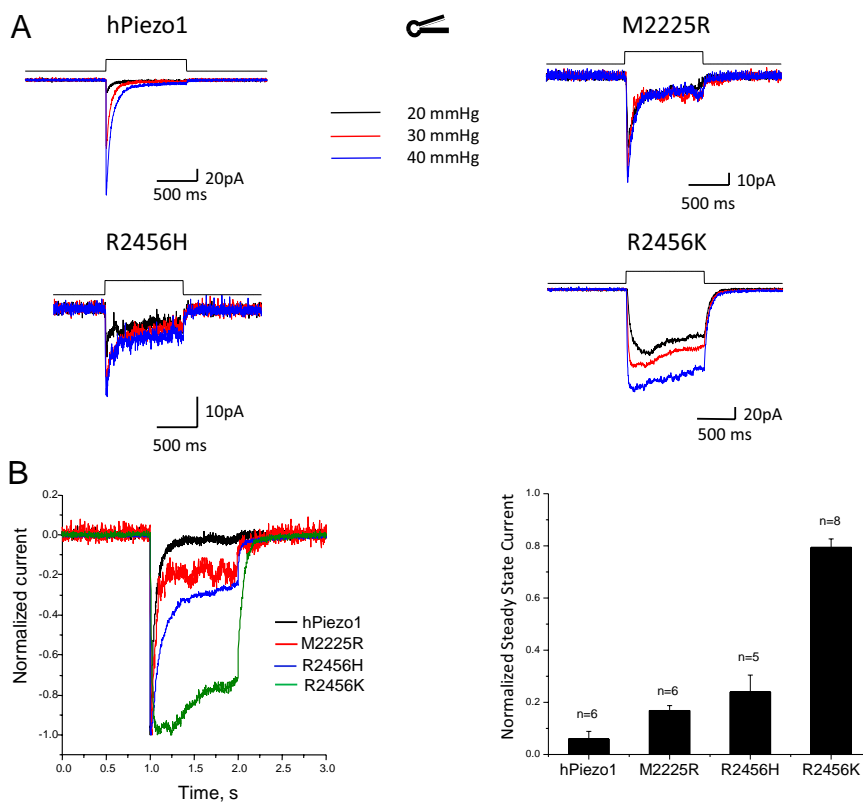 A
hPiezo1
M2225R
20 mmHg
30 mmHg
40 mmHg
20pA
500 ms
10pA
500 ms
R2456H
R2456K
10pA
500 ms
20pA
500 ms
B
Normalized current
0.2
0.0
-0.2
-0.4
-0.6
-0.8
-1.0
hPiezo1
M2225R
R2456H
R2456K
0.0 0.5 1.0 1.5 2.0 2.5 3.0
Time, s
Normalized Steady State Current
1.0
0.8
0.6
0.4
0.2
0.0
n=6
n=6
n=5
n=8
hPiezo1 M2225R R2456H R2456K